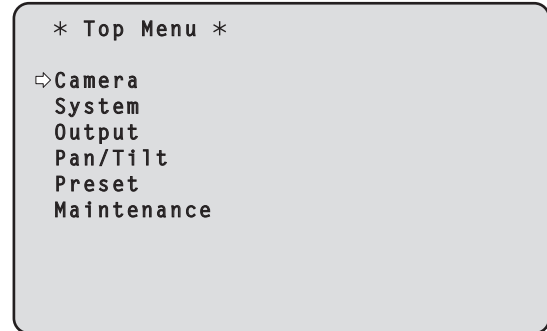 * Top Menu *
⇨Camera
System
Output
Pan/Tilt
Preset
Maintenance